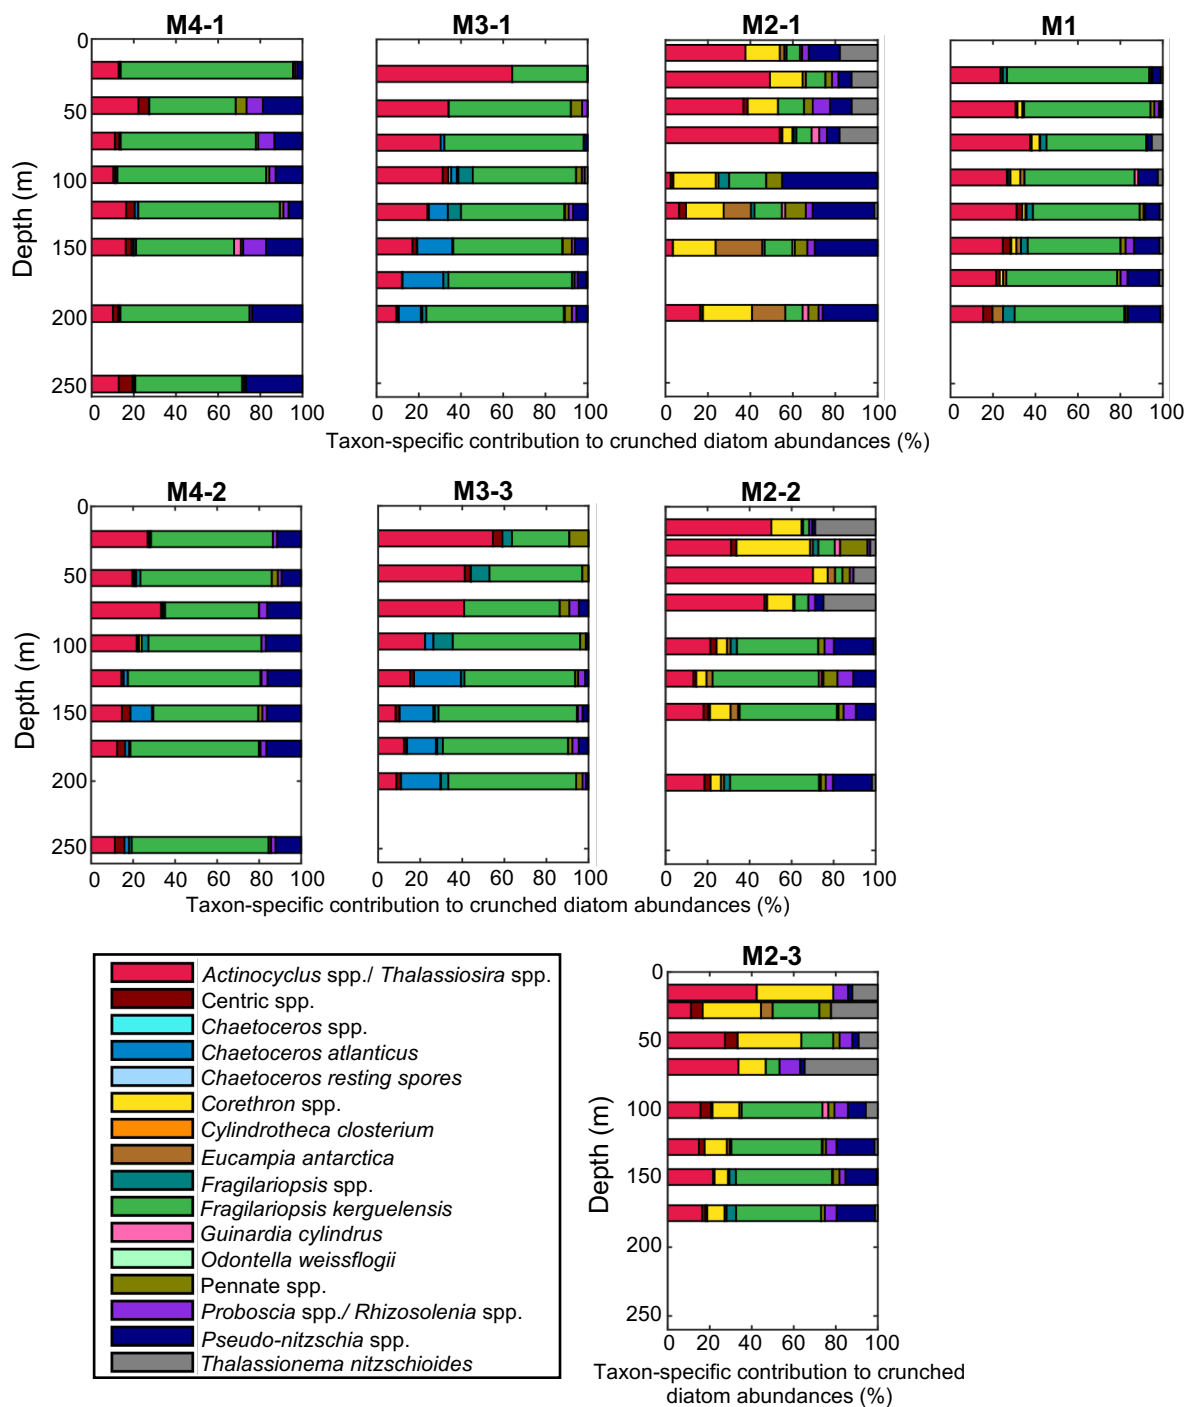 M4-1 M3-1 M2-1 M1
0
50
100
150
200
250
Depth (m)
0 20 40 60 80 100 0 20 40 60 80 100 0 20 40 60 80 100 0 20 40 60 80 100
Taxon-specific contribution to crunched diatom abundances (%)
M4-2 M3-3 M2-2
0
50
100
150
200
250
Depth (m)
0 20 40 60 80 100 0 20 40 60 80 100 0 20 40 60 80 100
Taxon-specific contribution to crunched diatom abundances (%)
Actinocyclus spp./ Thalassiosira spp.
Centric spp.
Chaetoceros spp.
Chaetoceros atlanticus
Chaetoceros resting spores
Corethron spp.
Cylindrotheca closterium
Eucampia antarctica
Fragilariopsis spp.
Fragilariopsis kerguelensis
Guinardia cylindrus
Odontella weissflogii
Pennate spp.
Proboscia spp./ Rhizosolenia spp.
Pseudo-nitzschia spp.
Thalassionema nitzschioides
M2-3
0
50
100
150
200
250
Depth (m)
0 20 40 60 80 100
Taxon-specific contribution to crunched
diatom abundances (%)